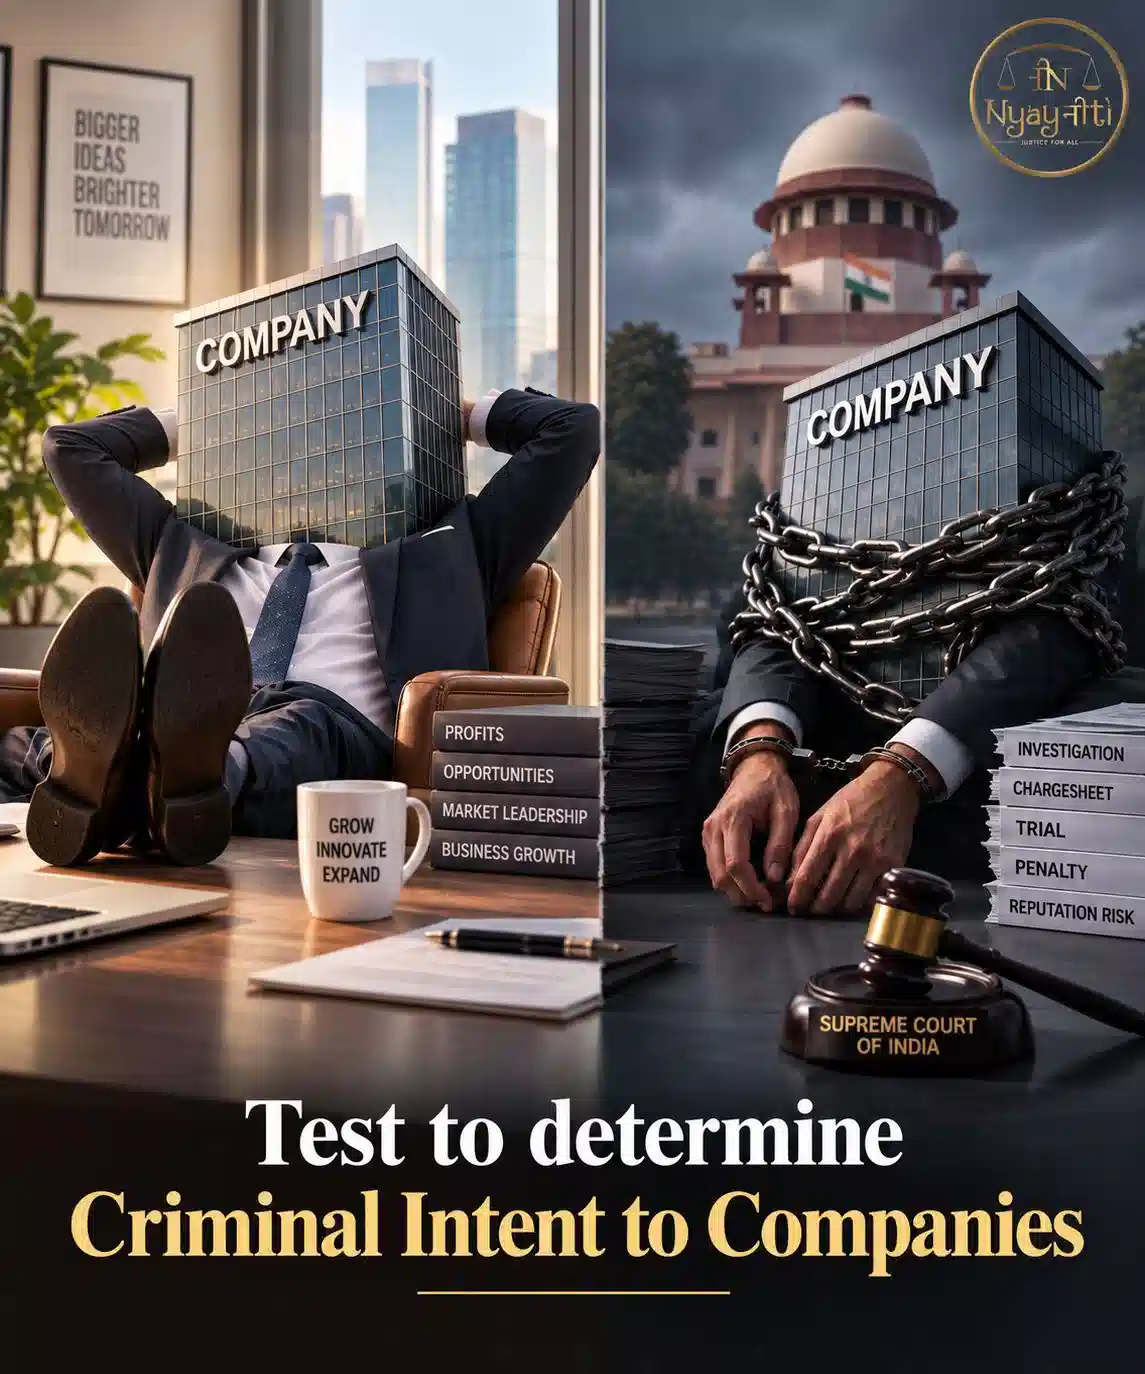 BIGGER
IDEAS
BRIGHTER
TOMORROW
COMPANY
PROFITS
OPPORTUNITIES
MARKET LEADERSHIP
BUSINESS GROWTH
GROW
INNOVATE
EXPAND
नीN
Nyayनीti
JUSTICE FOR ALL
COMPANY
INVESTIGATION
CHARGESHEET
TRIAL
PENALTY
REPUTATION RISK
SUPREME COURT
OF INDIA
Test to determine
Criminal Intent to Companies